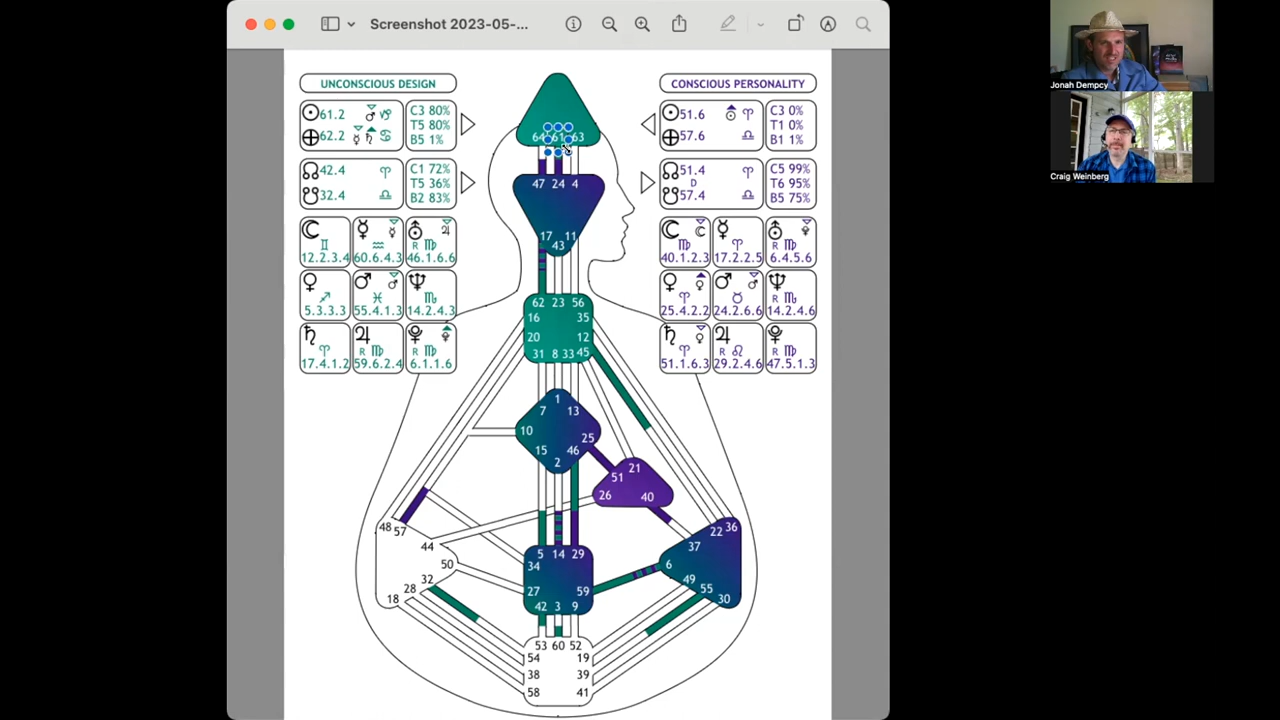 Screenshot 2023-05-...
UNCONSCIOUS DESIGN
61.2
62.2
C3 80%
T5 80%
B5 1%
42.4
32.4
C1 72%
T5 36%
B2 83%
12.2.3.4
60.6.4.3
R
46.1.6.6
5.3.3.3
55.4.1.3
14.2.4.3
17.4.1.2
R
59.6.2.4
R
6.1.1.6
CONSCIOUS PERSONALITY
51.6
57.6
C3 0%
T1 0%
B1 1%
51.4
D
57.4
C5 99%
T6 95%
B5 75%
40.1.2.3
17.2.2.5
R
6.4.5.6
25.4.2.2
24.2.6.6
R
14.2.4.6
51.1.6.3
R
29.2.4.6
R
47.5.1.3
64 61 63
47 24 4
17 11
43
62 23 56
16 35
20 12
31 8 33 45
1
7 13
10 25
15 46
2
21
51
26 40
48 57
44
50
32
28
18
36
22
37
6
49
55
30
5 14 29
34
27 59
42 3 9
53 60 52
54 19
38 39
58 41
Jonah Dempcy
Craig Weinberg